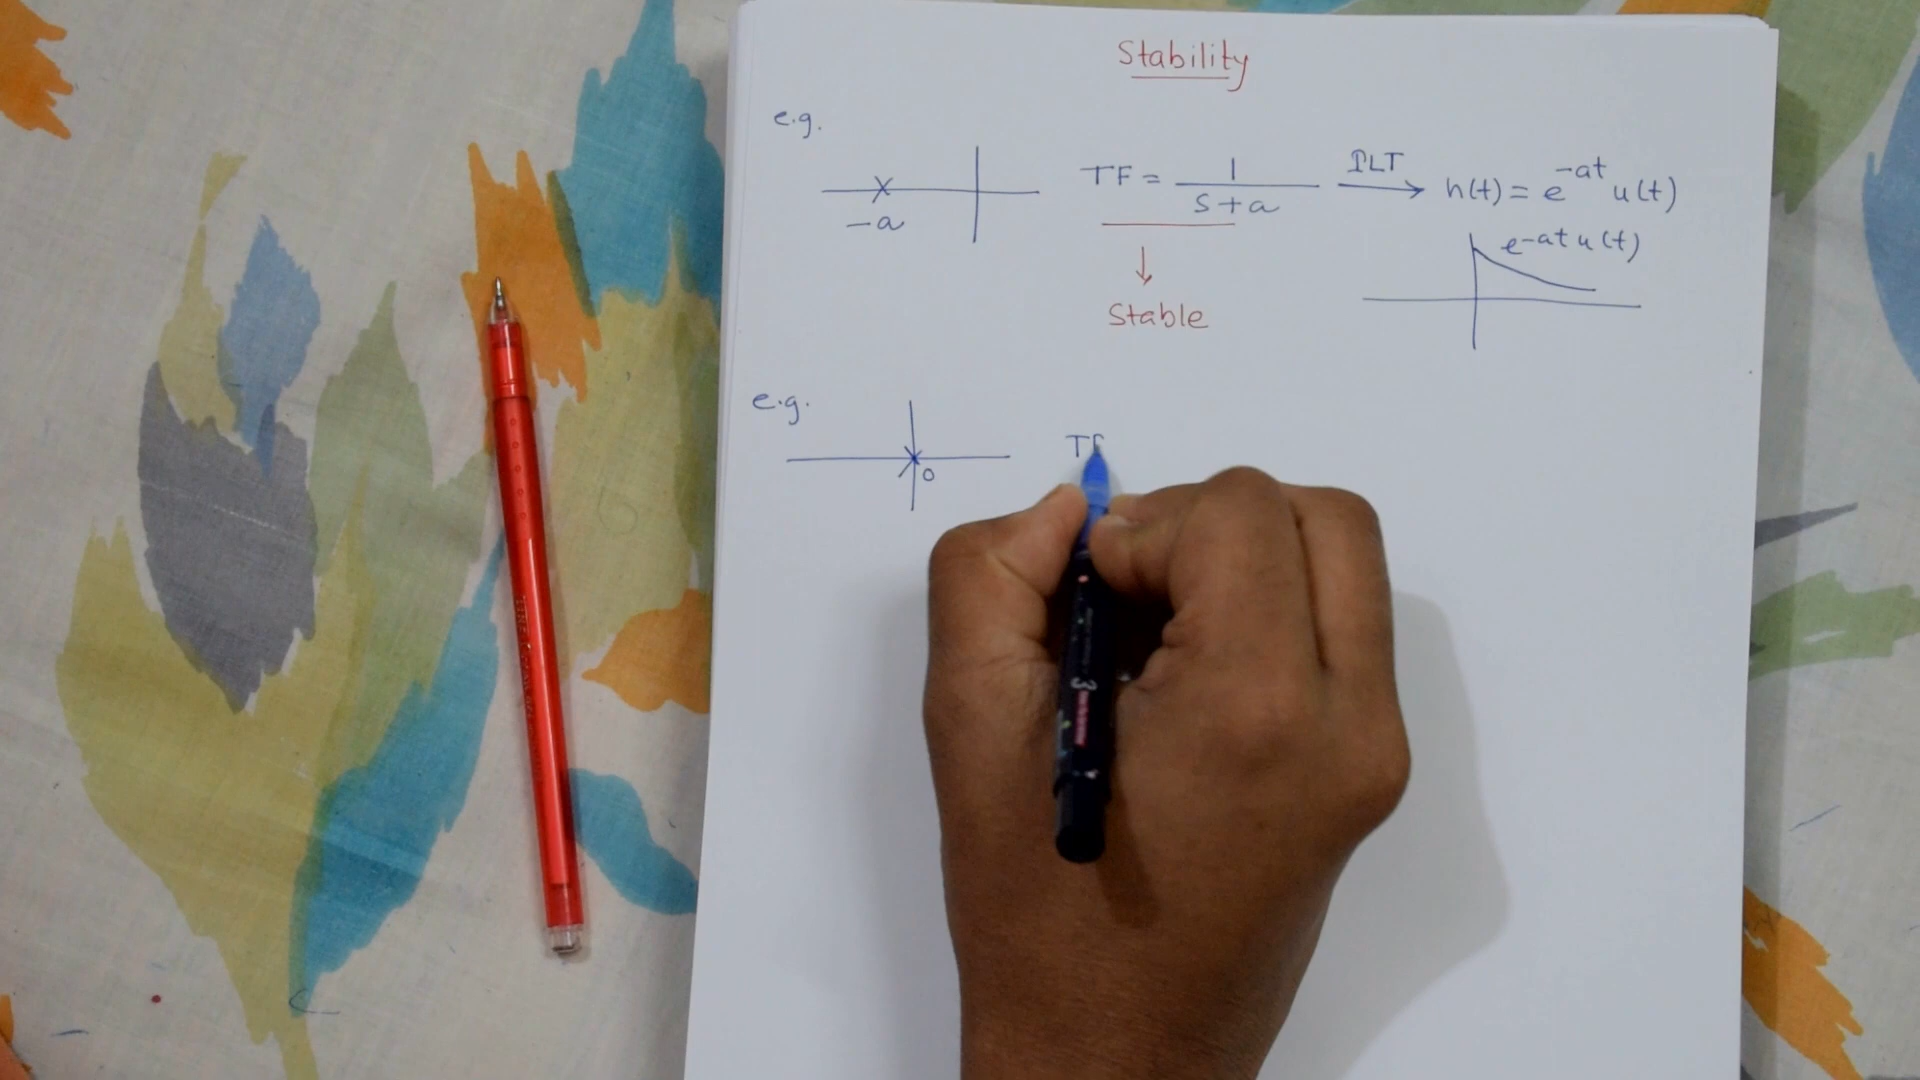 Stability
e.g.
-a
TF = 1/(s+a) ILT→ h(t) = e^-at u(t)
e^-at u(t)
↓
Stable
e.g.
0
TF